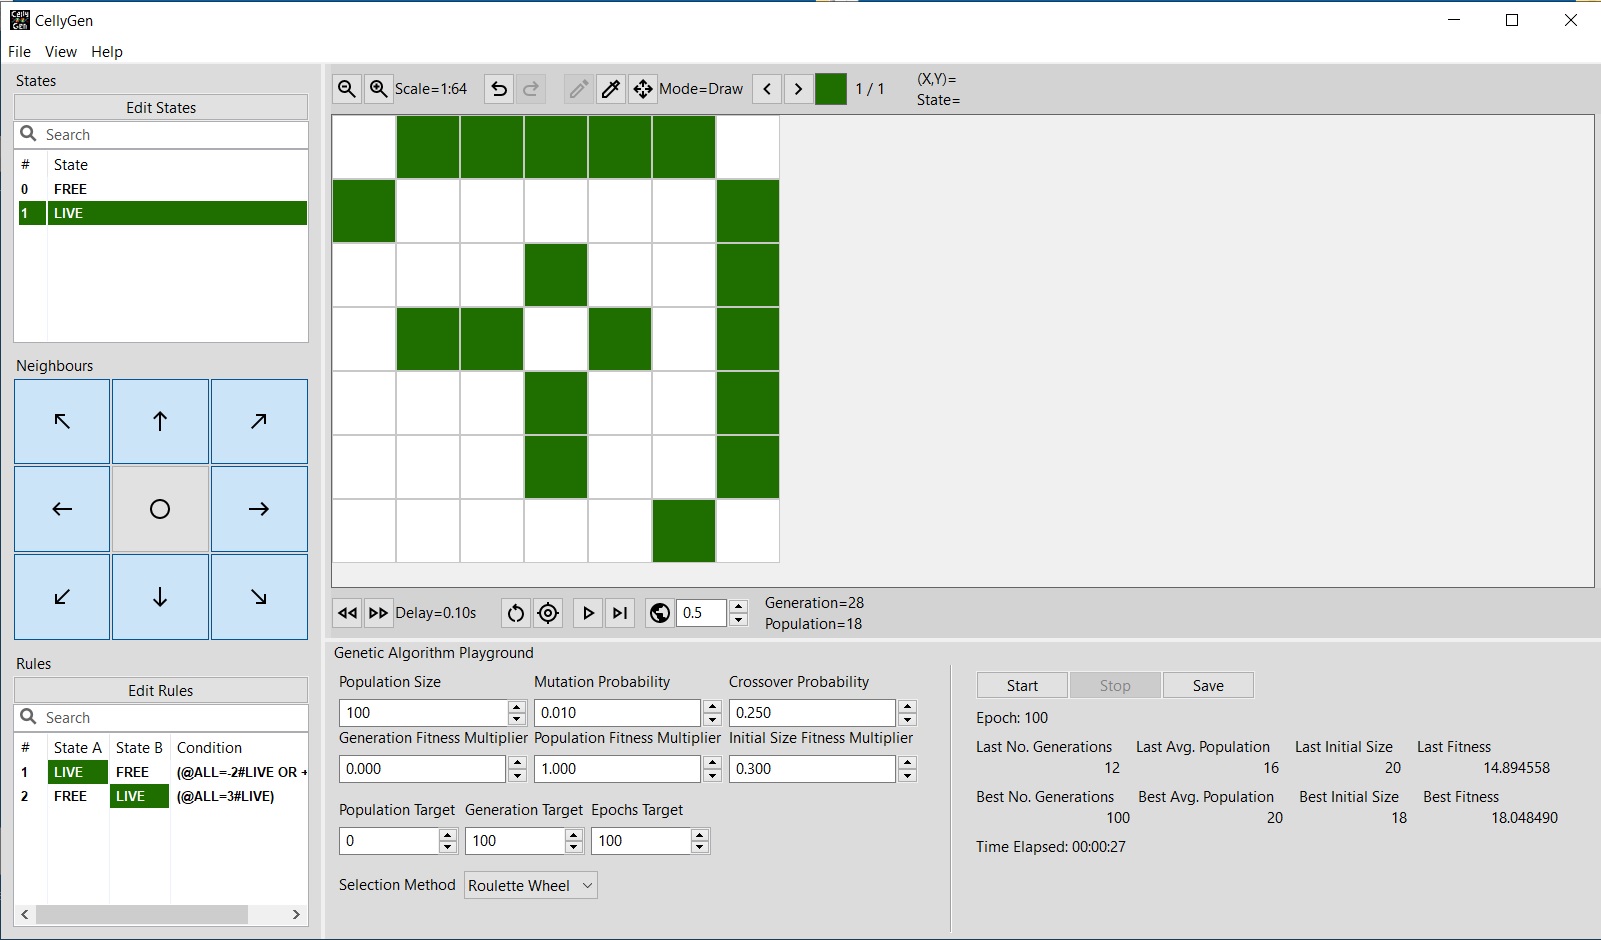 CellyGen
File View Help
States
Edit States
Search
# State
0 FREE
1 LIVE
Neighbours
Rules
Edit Rules
Search
# State A State B Condition
1 LIVE FREE (@ALL=-2#LIVE OR +
2 FREE LIVE (@ALL=3#LIVE)
Scale=1:64 Mode=Draw 1 / 1
(X,Y)=
State=
Delay=0.10s 0.5
Generation=28
Population=18
Genetic Algorithm Playground
Population Size Mutation Probability Crossover Probability
100 0.010 0.250
Generation Fitness Multiplier Population Fitness Multiplier Initial Size Fitness Multiplier
0.000 1.000 0.300
Population Target Generation Target Epochs Target
0 100 100
Selection Method Roulette Wheel
Start Stop Save
Epoch: 100
Last No. Generations Last Avg. Population Last Initial Size Last Fitness
12 16 20 14.894558
Best No. Generations Best Avg. Population Best Initial Size Best Fitness
100 20 18 18.048490
Time Elapsed: 00:00:27